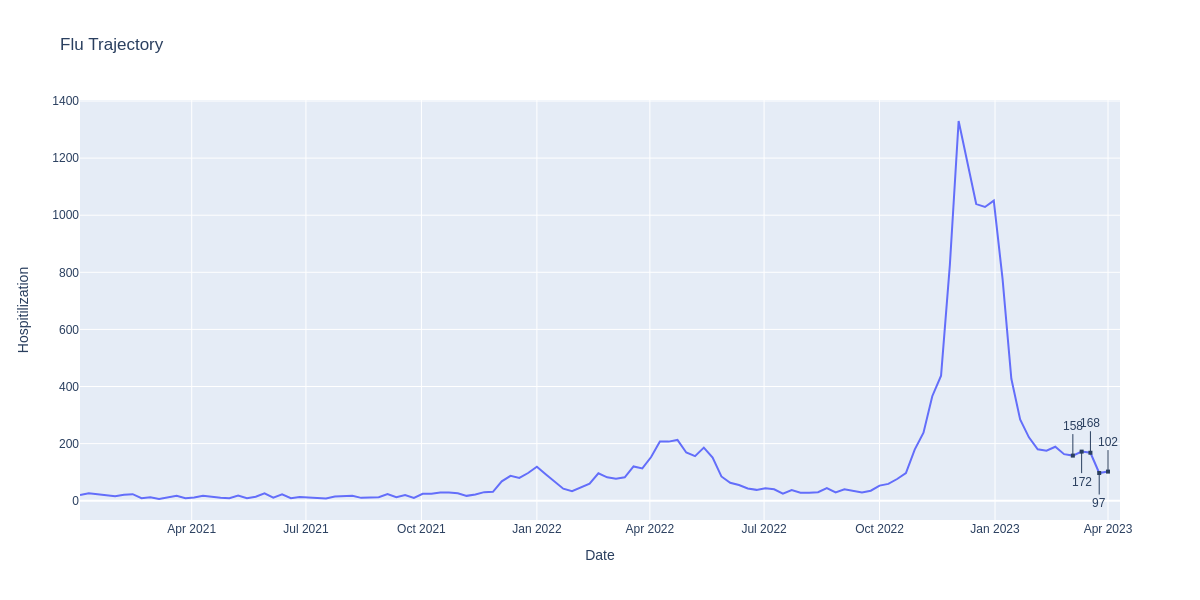 Flu Trajectory
1400
1200
1000
800
600
400
200
0
Hospitilization
158
168
102
172
97
Apr 2021
Jul 2021
Oct 2021
Jan 2022
Apr 2022
Jul 2022
Oct 2022
Jan 2023
Apr 2023
Date